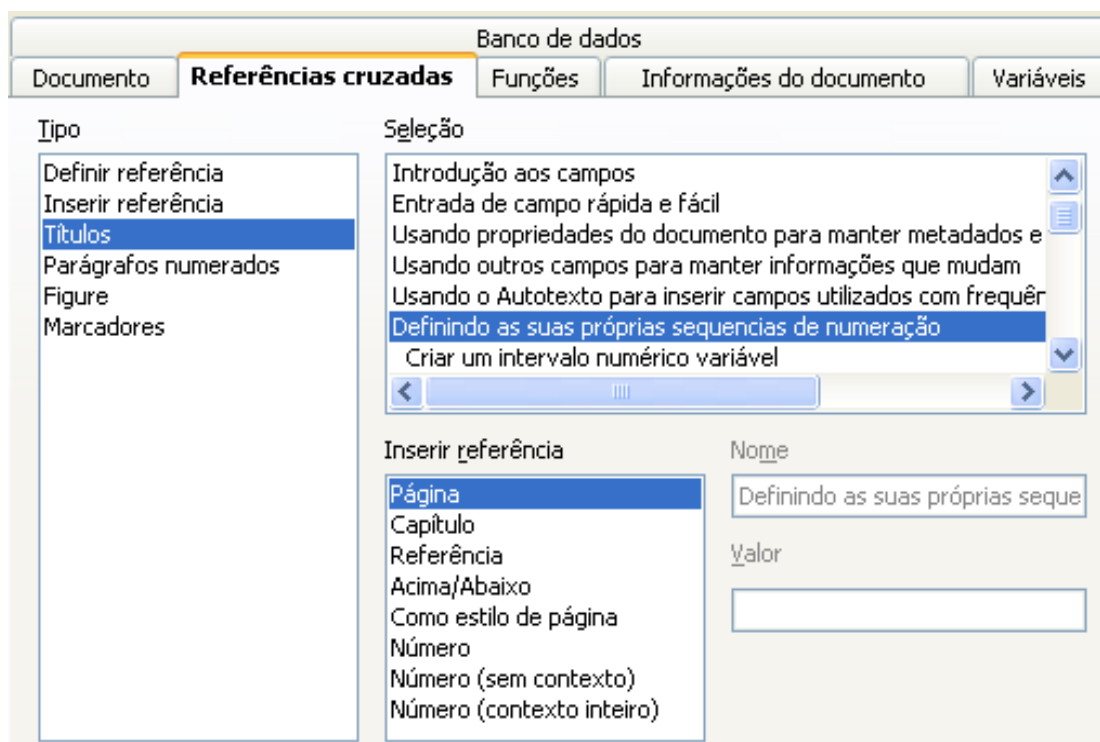 Banco de dados
Documento
Referências cruzadas
Funções
Informações do documento
Variáveis
Tipo
Definir referência
Inserir referência
Títulos
Parágrafos numerados
Figure
Marcadores
Seleção
Introdução aos campos
Entrada de campo rápida e fácil
Usando propriedades do documento para manter metadados e
Usando outros campos para manter informações que mudam
Usando o Autotexto para inserir campos utilizados com frequên
Definindo as suas próprias sequencias de numeração
Criar um intervalo numérico variável
Inserir referência
Página
Capítulo
Referência
Acima/Abaixo
Como estilo de página
Número
Número (sem contexto)
Número (contexto inteiro)
Nome
Definindo as suas próprias seque
Valor